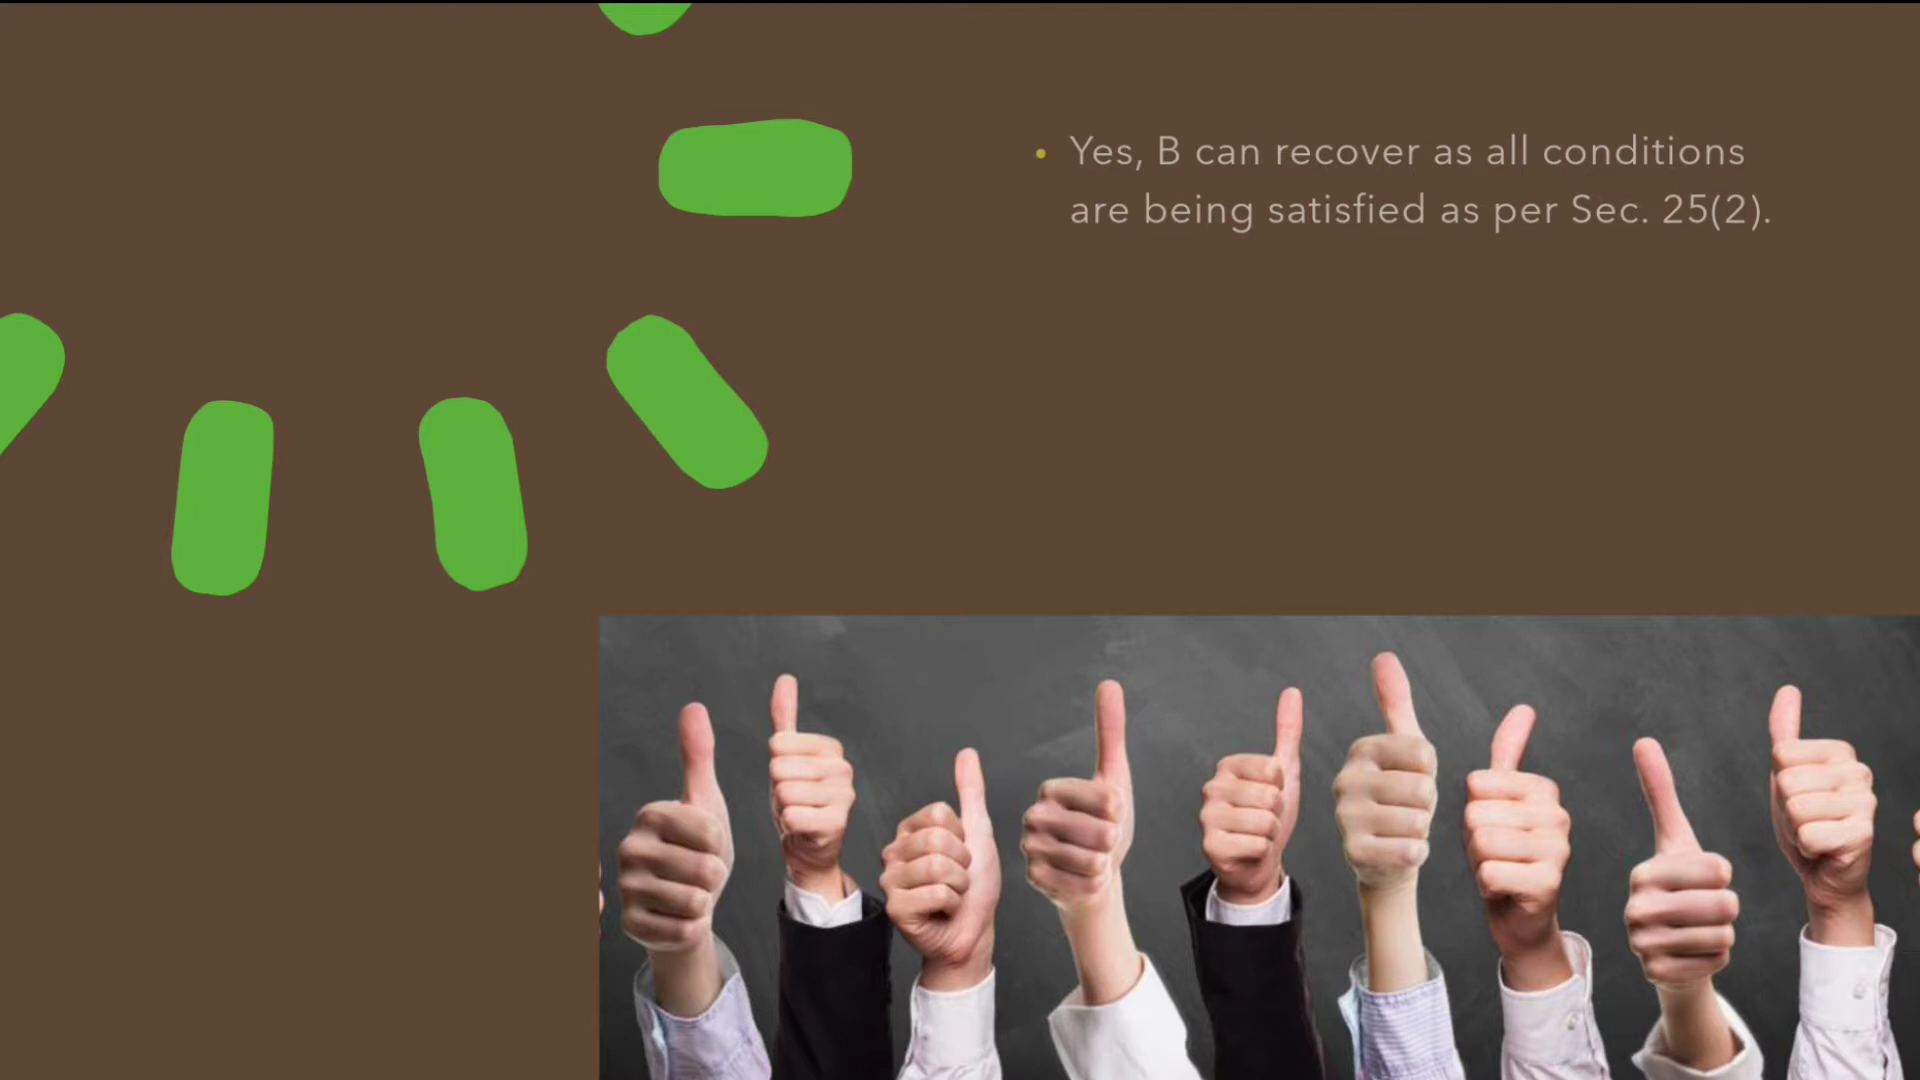 Yes, B can recover as all conditions
are being satisfied as per Sec. 25(2).